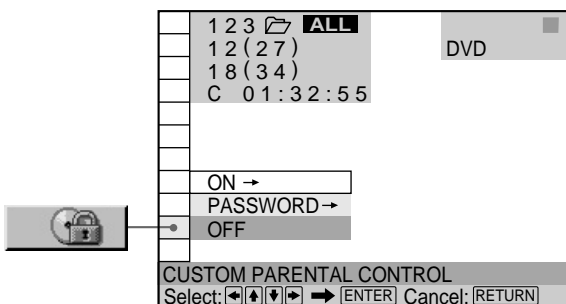 1 2 3 ALL
1 2 ( 2 7 )
DVD
1 8 ( 3 4 )
C 0 1 : 3 2 : 5 5
ON →
PASSWORD →
OFF
CUSTOM PARENTAL CONTROL
Select: ← ↑ ↓ → → ENTER Cancel: RETURN